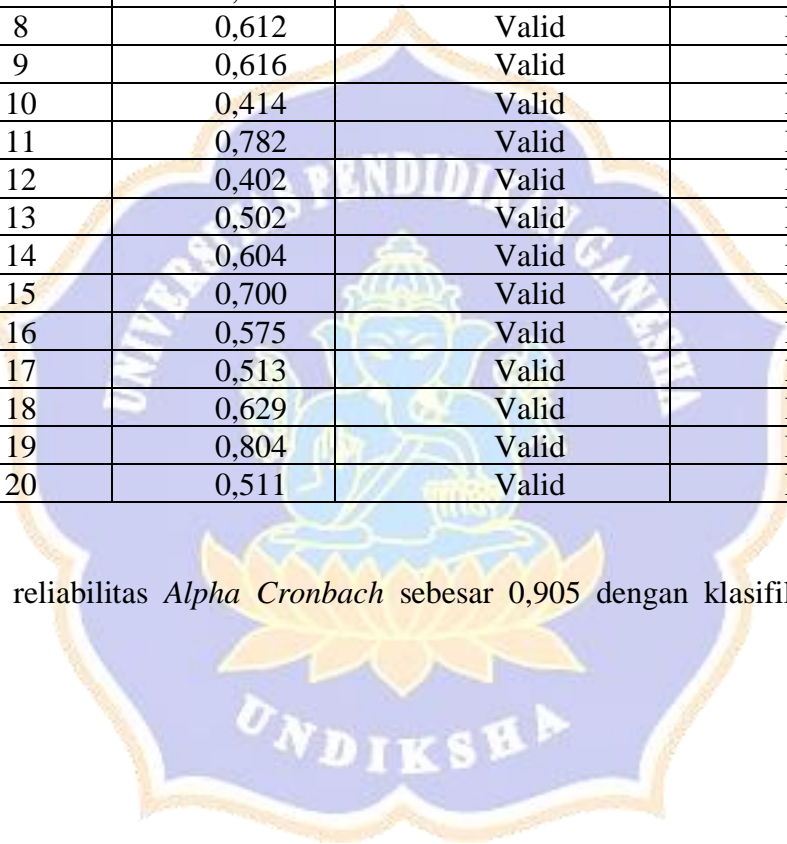 8 0,612 Valid
9 0,616 Valid
10 0,414 Valid
11 0,782 Valid
12 0,402 Valid
13 0,502 Valid
14 0,604 Valid
15 0,700 Valid
16 0,575 Valid
17 0,513 Valid
18 0,629 Valid
19 0,804 Valid
20 0,511 Valid
reliabilitas Alpha Cronbach sebesar 0,905 dengan
UNIVERSITAS PENDIDIKAN GANESHA
UNDIKSHA